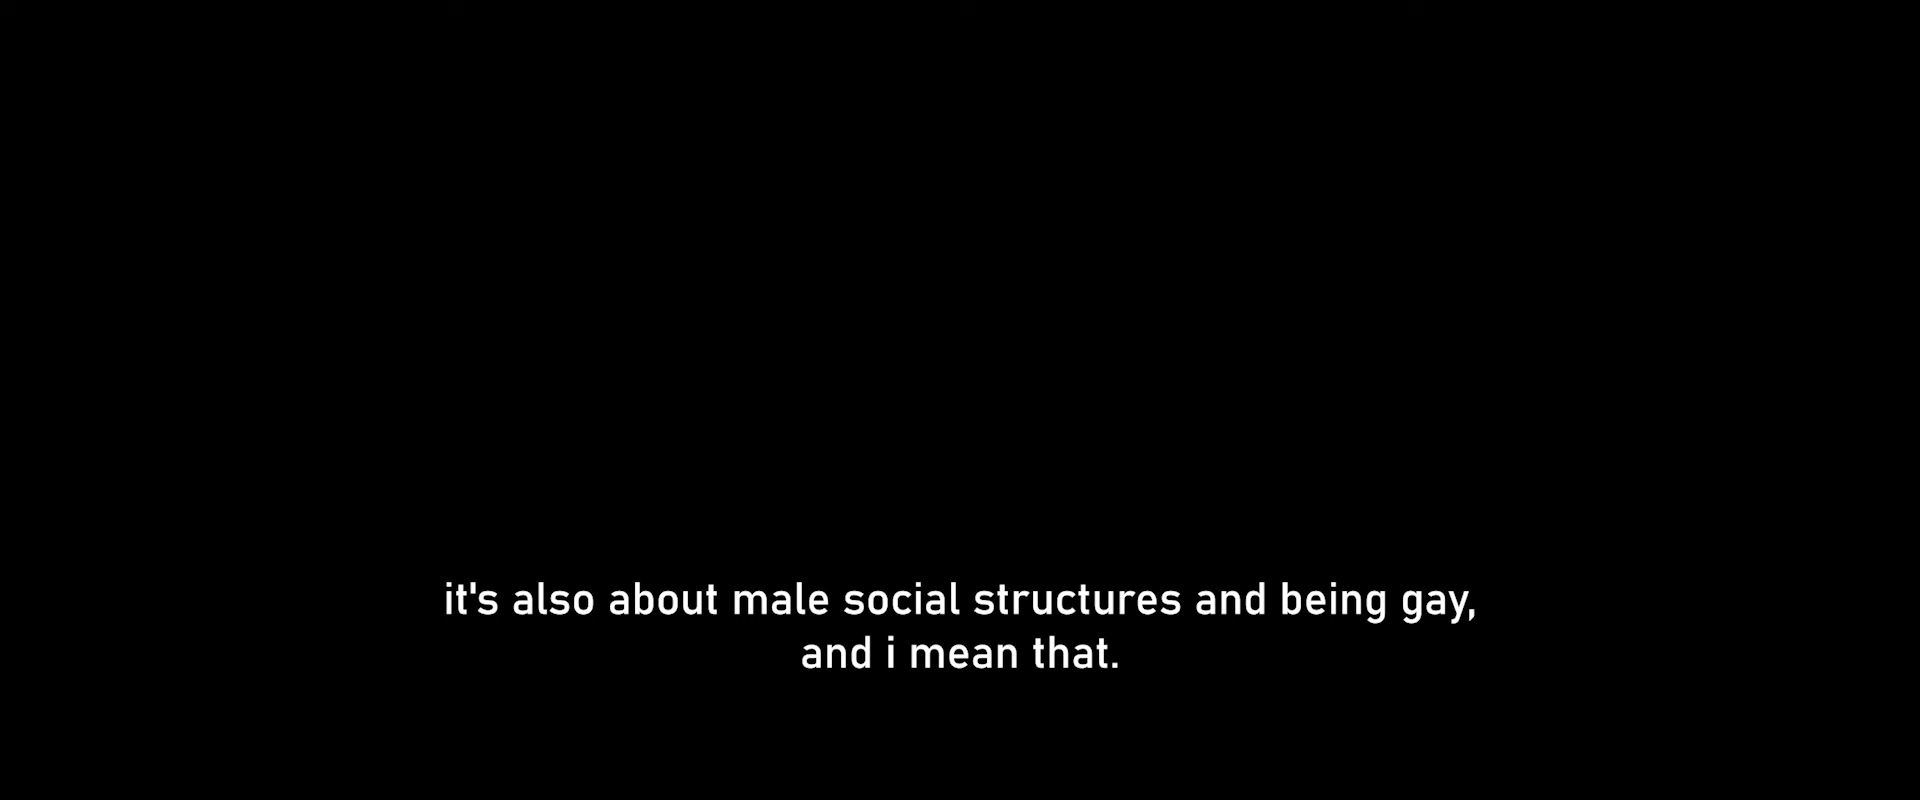 it's also about male social structures and being gay,
and i mean that.